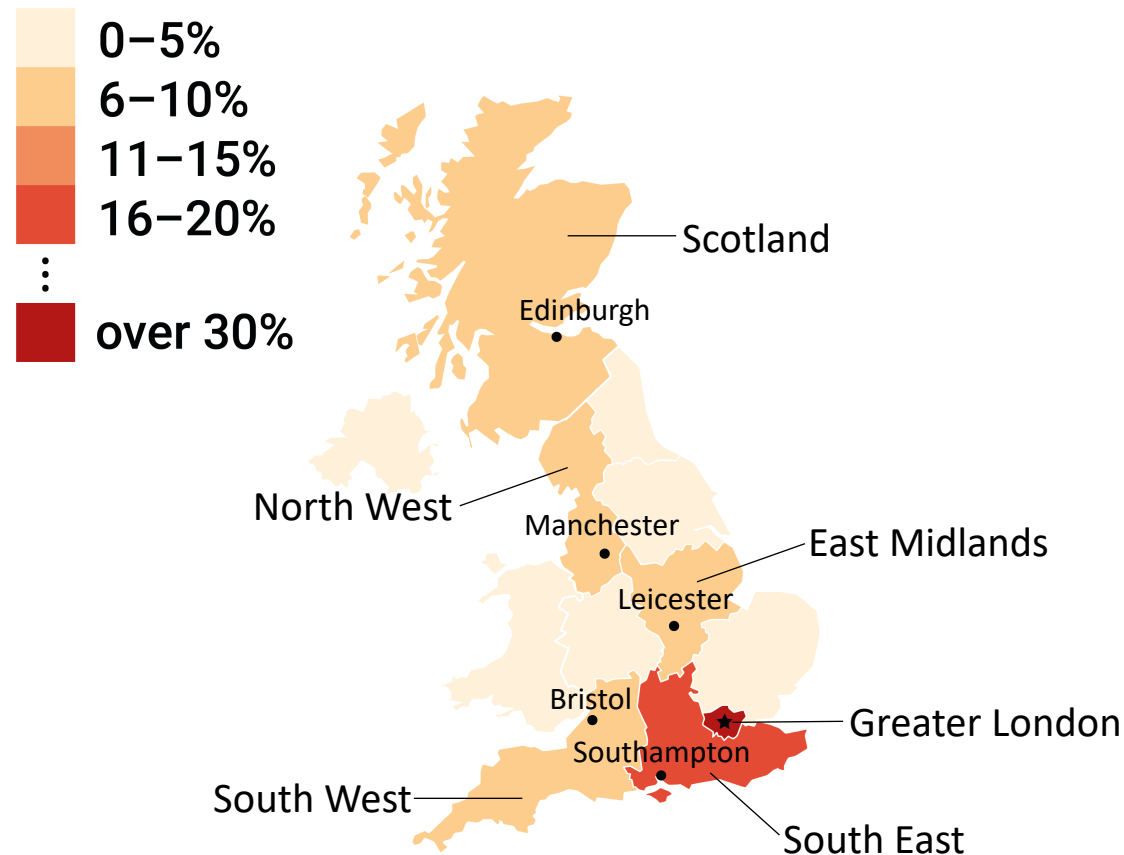 0–5%
6–10%
11–15%
16–20%
⋮
over 30%
Scotland
Edinburgh
North West
Manchester
East Midlands
Leicester
Bristol
Greater London
Southampton
South West
South East